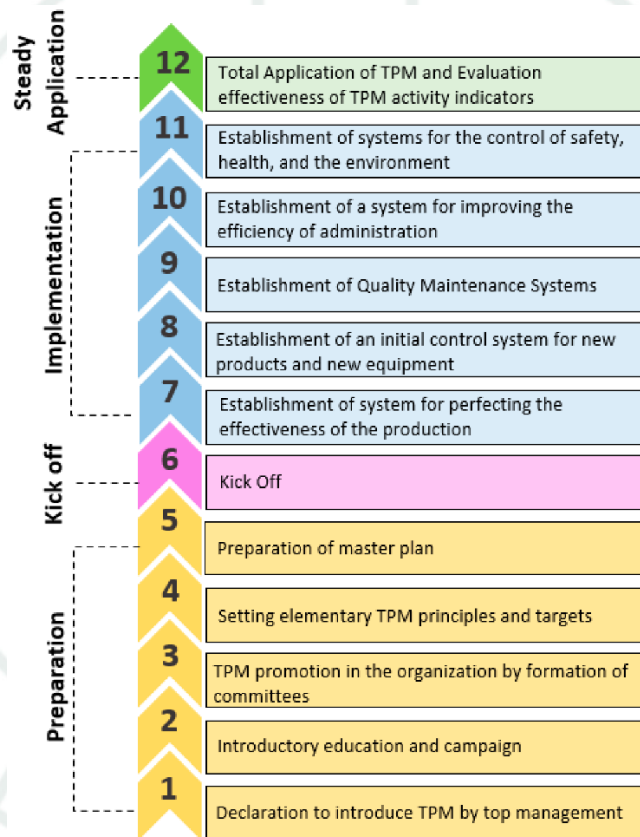 Steady
Application
12
Total Application of TPM and Evaluation
effectiveness of TPM activity indicators
Implementation
11
Establishment of systems for the control of safety,
health, and the environment
10
Establishment of a system for improving the
efficiency of administration
9
Establishment of Quality Maintenance Systems
8
Establishment of an initial control system for new
products and new equipment
7
Establishment of system for perfecting the
effectiveness of the production
Kick off
6
Kick Off
Preparation
5
Preparation of master plan
4
Setting elementary TPM principles and targets
3
TPM promotion in the organization by formation of
committees
2
Introductory education and campaign
1
Declaration to introduce TPM by top management